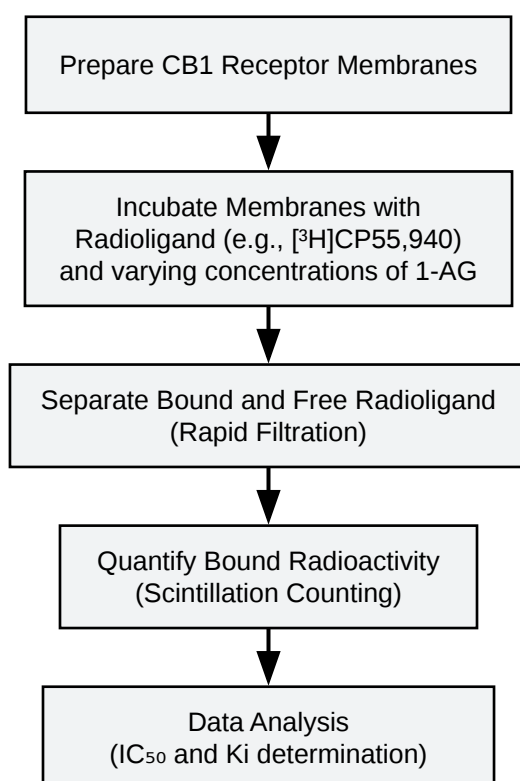 Prepare CB1 Receptor Membranes
Incubate Membranes with
Radioligand (e.g., [³H]CP55,940)
and varying concentrations of 1-AG
Separate Bound and Free Radioligand
(Rapid Filtration)
Quantify Bound Radioactivity
(Scintillation Counting)
Data Analysis
(IC₅₀ and Ki determination)